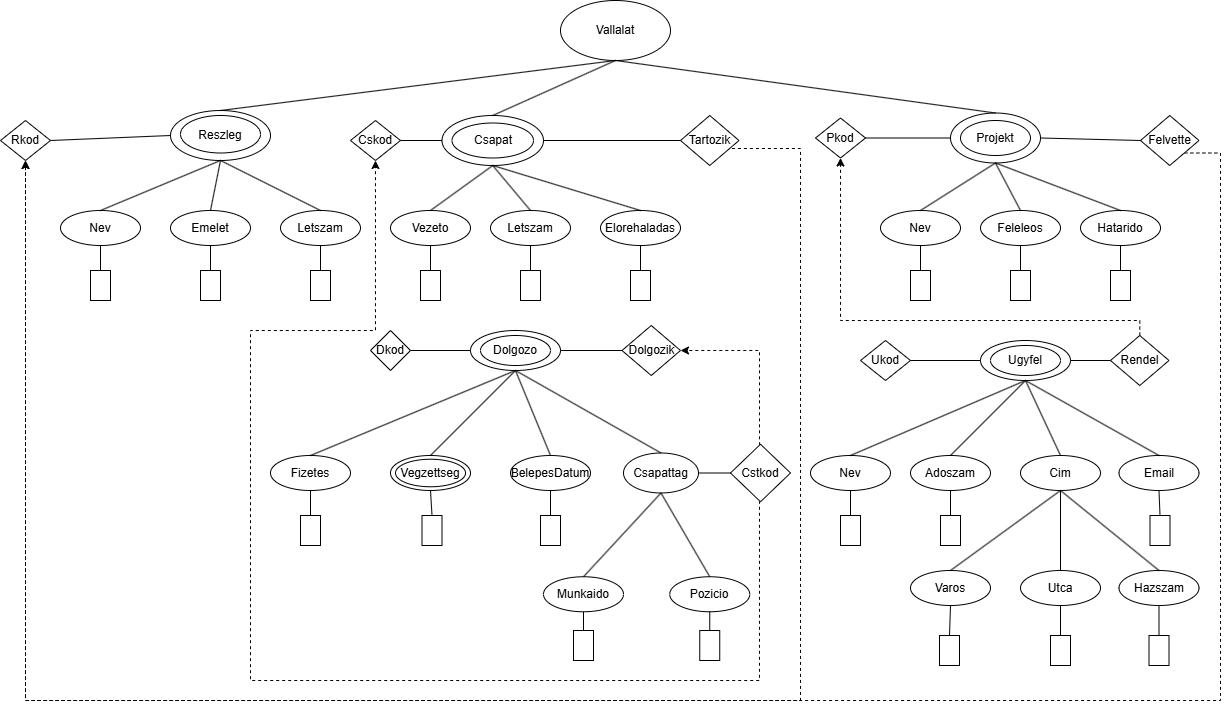 Vallalat
Rkod
Reszleg
Cskod
Csapat
Tartozik
Pkod
Projekt
Felvette
Nev
Emelet
Letszam
Vezeto
Letszam
Elorehaladas
Nev
Feleleos
Hatarido
Dkod
Dolgozo
Dolgozik
Ukod
Ugyfel
Rendel
Fizetes
Vegzettseg
BelepesDatum
Csapattag
Cstkod
Nev
Adoszam
Cim
Email
Munkaido
Pozicio
Varos
Utca
Hazszam